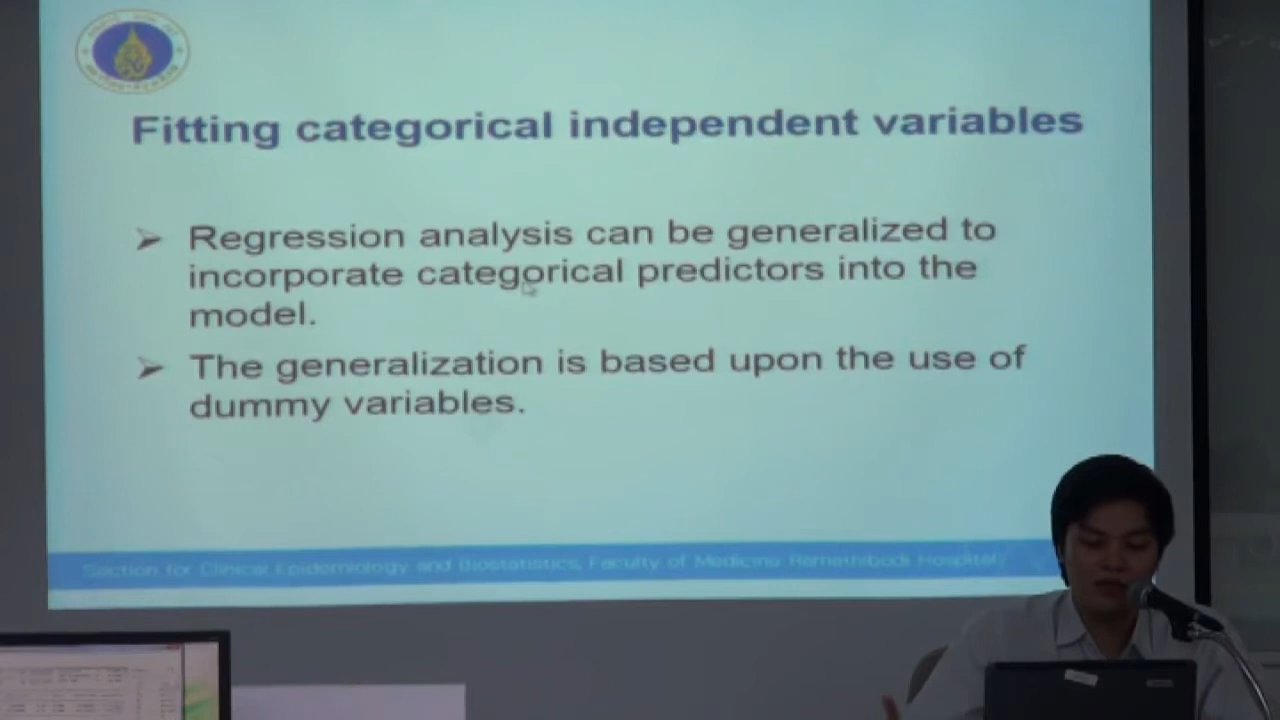 Fitting categorical independent variables
Regression analysis can be generalized to
incorporate categorical predictors into the
model.
The generalization is based upon the use of
dummy variables.
Section for Clinical Epidemiology and Biostatistics, Faculty of Medicine Ramathibodi Hospital